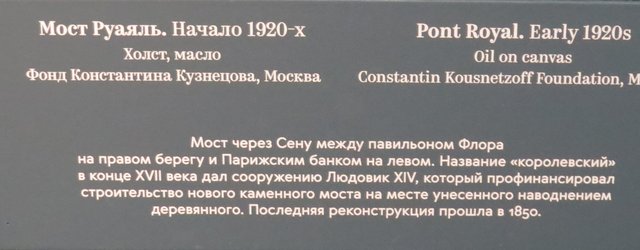 Мост Руаяль. Начало 1920-х
Холст, масло
Фонд Константина Кузнецова, Москва
Pont Royal. Early 1920s
Oil on canvas
Constantin Kousnetzoff Foundation, M
Мост через Сену между павильоном Флора
на правом берегу и Парижским банком на левом. Название «королевский»
в конце XVII века дал сооружению Людовик XIV, который профинансировал
строительство нового каменного моста на месте унесенного наводнением
деревянного. Последняя реконструкция прошла в 1850.